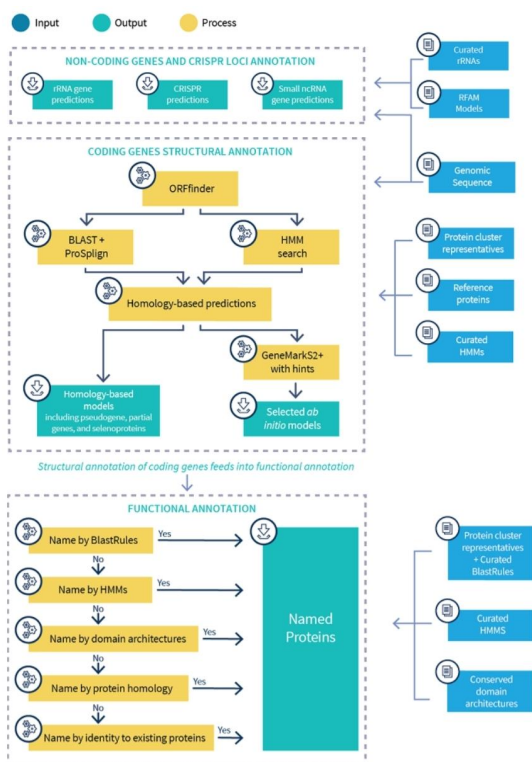 Input
Output
Process
NON-CODING GENES AND CRISPR LOCI ANNOTATION
rRNA gene
predictions
CRISPR
predictions
Small ncRNA
gene predictions
Curated
rRNAs
RFAM
Models
Genomic
Sequence
CODING GENES STRUCTURAL ANNOTATION
ORFfinder
BLAST +
ProSplign
HMM
search
Homology-based predictions
GeneMarkS2+
with hints
Homology-based
models
including pseudogene, partial
genes, and selenoproteins
Selected ab
initio models
Protein cluster
representatives
Reference
proteins
Curated
HMMs
Structural annotation of coding genes feeds into functional annotation
FUNCTIONAL ANNOTATION
Name by BlastRules
Yes
No
Name by HMMs
Yes
No
Name by domain architectures
Yes
No
Name by protein homology
Yes
No
Name by identity to existing proteins
Yes
Named
Proteins
Protein cluster
representatives
+ Curated
BlastRules
Curated
HMMS
Conserved
domain
architectures